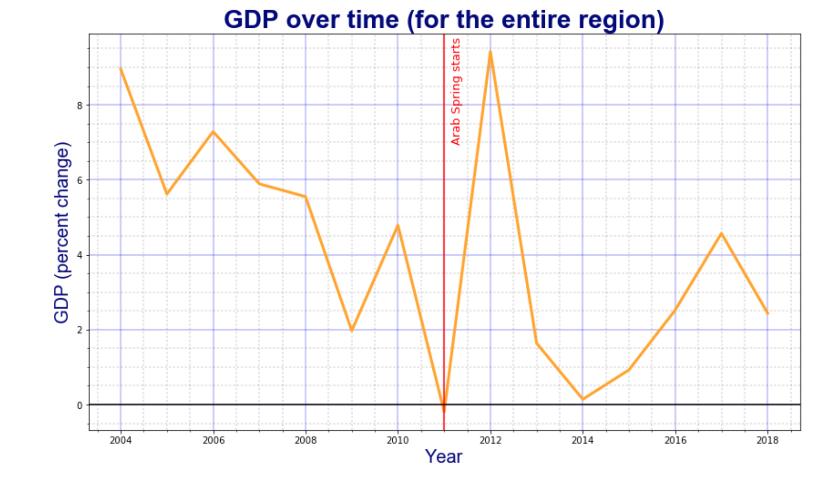 GDP over time (for the entire region)
Arab Spring starts
GDP (percent change)
8
6
4
2
0
2004 2006 2008 2010 2012 2014 2016 2018
Year